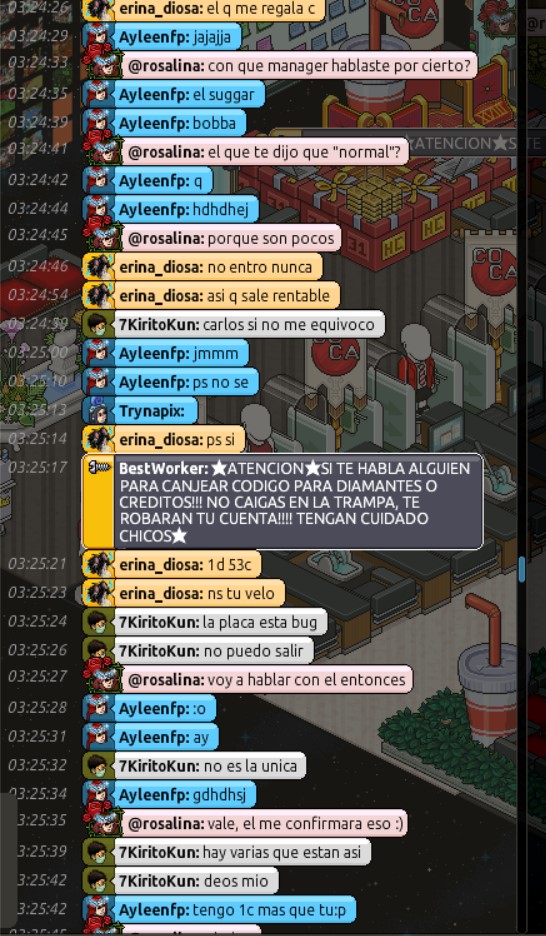 03:24:26 erina_diosa: el q me regala c
03:24:29 Ayleenfp: jajajja
03:24:33 @rosalina: con que manager hablaste por cierto?
03:24:35 Ayleenfp: el suggar
03:24:39 Ayleenfp: bobba
03:24:41 @rosalina: el que te dijo que "normal"?
ATENCION★S TE
03:24:42 Ayleenfp: q
03:24:44 Ayleenfp: hdhdhej
03:24:45 @rosalina: porque son pocos
03:24:46 erina_diosa: no entro nunca
03:24:54 erina_diosa: asi q sale rentable
03:24:59 7KiritoKun: carlos si no me equivoco
03:25:00 Ayleenfp: jmmm
03:25:10 Ayleenfp: ps no se
03:25:13 Trynapix:
03:25:14 erina_diosa: ps si
03:25:17 BestWorker: ★ATENCION★SI TE HABLA ALGUIEN
PARA CANJEAR CODIGO PARA DIAMANTES O
CREDITOS!!! NO CAIGAS EN LA TRAMPA, TE
ROBARAN TU CUENTA!!!! TENGAN CUIDADO
CHICOS★
03:25:21 erina_diosa: 1d 53c
03:25:23 erina_diosa: ns tu velo
03:25:24 7KiritoKun: la placa esta bug
03:25:26 7KiritoKun: no puedo salir
03:25:27 @rosalina: voy a hablar con el entonces
03:25:28 Ayleenfp: :o
03:25:31 Ayleenfp: ay
03:25:32 7KiritoKun: no es la unica
03:25:34 Ayleenfp: gdhdhsj
03:25:35 @rosalina: vale, el me confirmara eso :)
03:25:39 7KiritoKun: hay varias que estan asi
03:25:42 7KiritoKun: deos mio
03:25:42 Ayleenfp: tengo 1c mas que tu:p
CO
CA
XVIII
31
HC
HC
31
CO
CA
CA